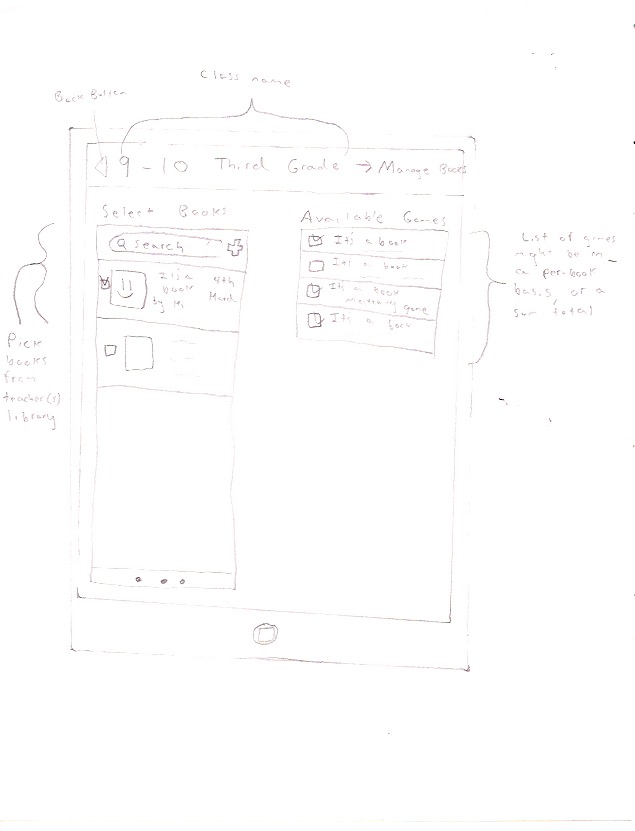 Class name
Back Button
9-10 Third Grade → Manage Books
Select Books
Search
It's a
book
by Mi
4th
March
Available Games
It's a book
It's a book
It's a Book
memory game
It's a book
Pick
books
from
teacher(s)
library
List of games
might be on
a per-book
basis, or a
sum total